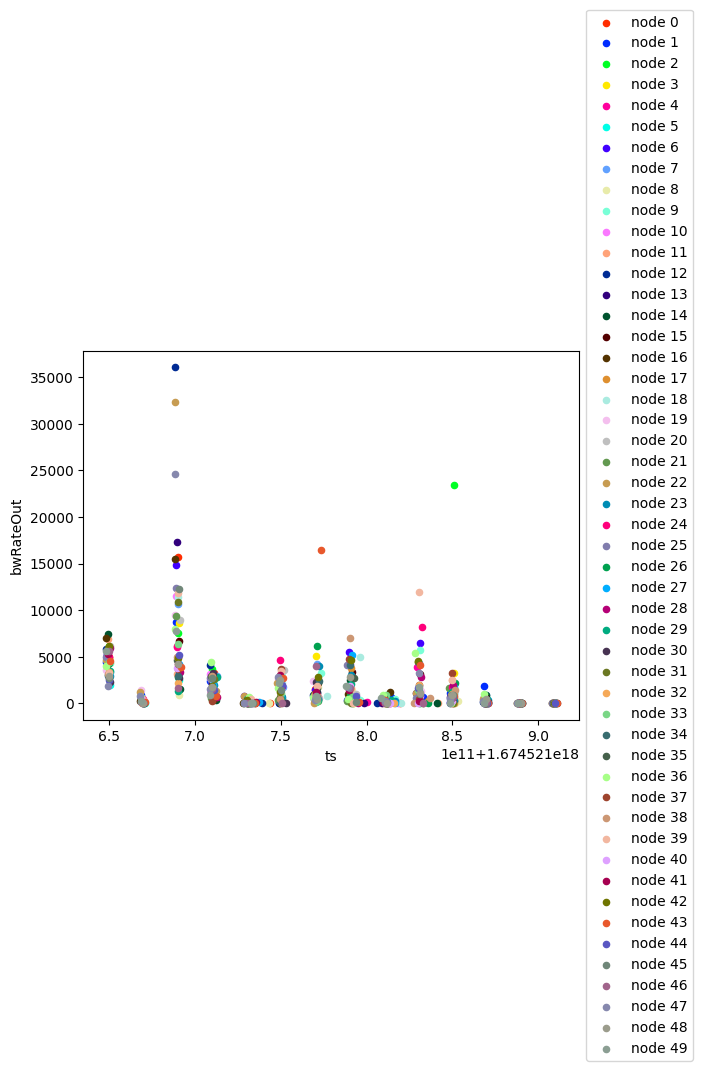 node 0
node 1
node 2
node 3
node 4
node 5
node 6
node 7
node 8
node 9
node 10
node 11
node 12
node 13
node 14
node 15
node 16
node 17
node 18
node 19
node 20
node 21
node 22
node 23
node 24
node 25
node 26
node 27
node 28
node 29
node 30
node 31
node 32
node 33
node 34
node 35
node 36
node 37
node 38
node 39
node 40
node 41
node 42
node 43
node 44
node 45
node 46
node 47
node 48
node 49
bwRateOut
35000
30000
25000
20000
15000
10000
5000
0
6.5 7.0 7.5 8.0 8.5 9.0
ts
1e11+1.674521e18